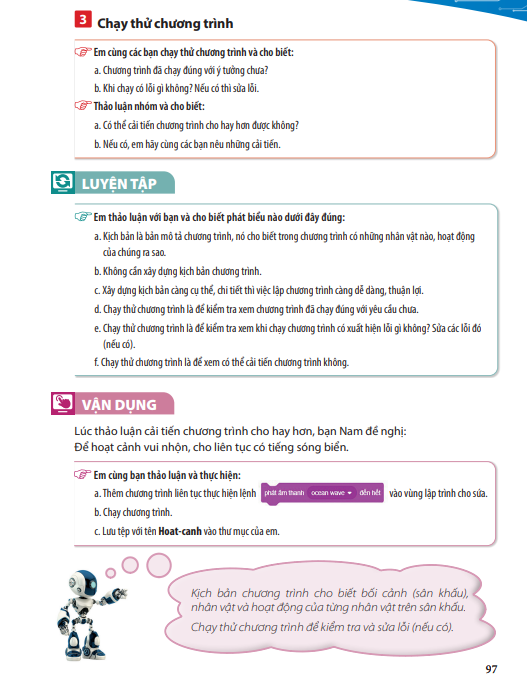 3 Chạy thử chương trình
Em cùng các bạn chạy thử chương trình và cho biết:
a. Chương trình đã chạy đúng với ý tưởng chưa?
b. Khi chạy có lỗi gì không? Nếu có thì sửa lỗi.
Thảo luận nhóm và cho biết:
a. Có thể cải tiến chương trình cho hay hơn được không?
b. Nếu có, em hãy cùng các bạn nêu những cải tiến.
LUYỆN TẬP
Em thảo luận với bạn và cho biết phát biểu nào dưới đây đúng:
a. Kịch bản là bản mô tả chương trình, nó cho biết trong chương trình có những nhân vật nào, hoạt động
của chúng ra sao.
b. Không cần xây dựng kịch bản chương trình.
c. Xây dựng kịch bản càng cụ thể, chi tiết thì việc lập chương trình càng dễ dàng, thuận lợi.
d. Chạy thử chương trình là để kiểm tra xem chương trình đã chạy đúng với yêu cầu chưa.
e. Chạy thử chương trình là để kiểm tra xem khi chạy chương trình có xuất hiện lỗi gì không? Sửa các lỗi đó
(nếu có).
f. Chạy thử chương trình là để xem có thể cải tiến chương trình không.
VẬN DỤNG
Lúc thảo luận cải tiến chương trình cho hay hơn, bạn Nam đề nghị:
Để hoạt cảnh vui nhộn, cho liên tục có tiếng sóng biển.
Em cùng bạn thảo luận và thực hiện:
a. Thêm chương trình liên tục thực hiện lệnh phát âm thanh ocean wave đến hết vào vùng lập trình cho sứa.
b. Chạy chương trình.
c. Lưu tệp với tên Hoat-canh vào thư mục của em.
Kịch bản chương trình cho biết bối cảnh (sân khấu),
nhân vật và hoạt động của từng nhân vật trên sân khấu.
Chạy thử chương trình để kiểm tra và sửa lỗi (nếu có).
97